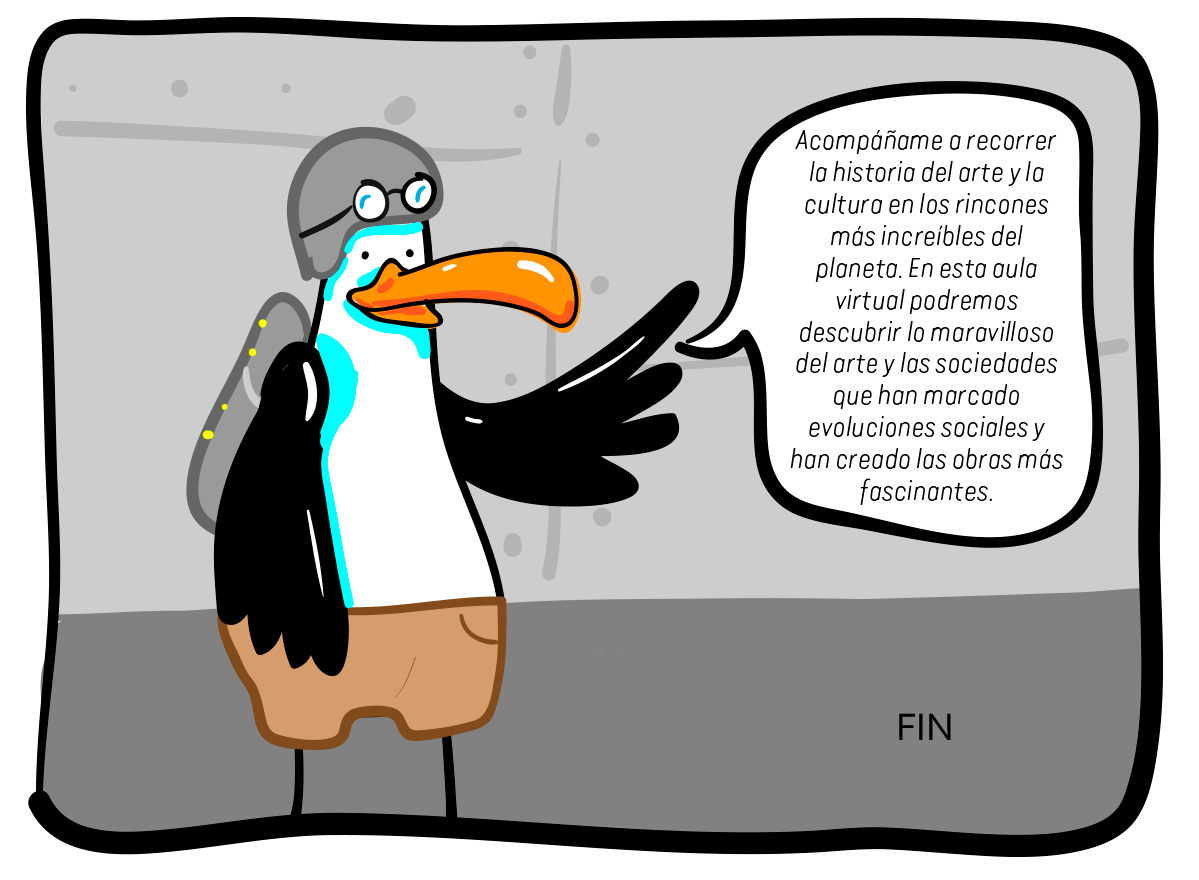 Acompáñame a recorrer
la historia del arte y la
cultura en los rincones
más increíbles del
planeta. En esta aula
virtual podremos
descubrir lo maravilloso
del arte y las sociedades
que han marcado
evoluciones sociales y
han creado las obras más
fascinantes.
FIN